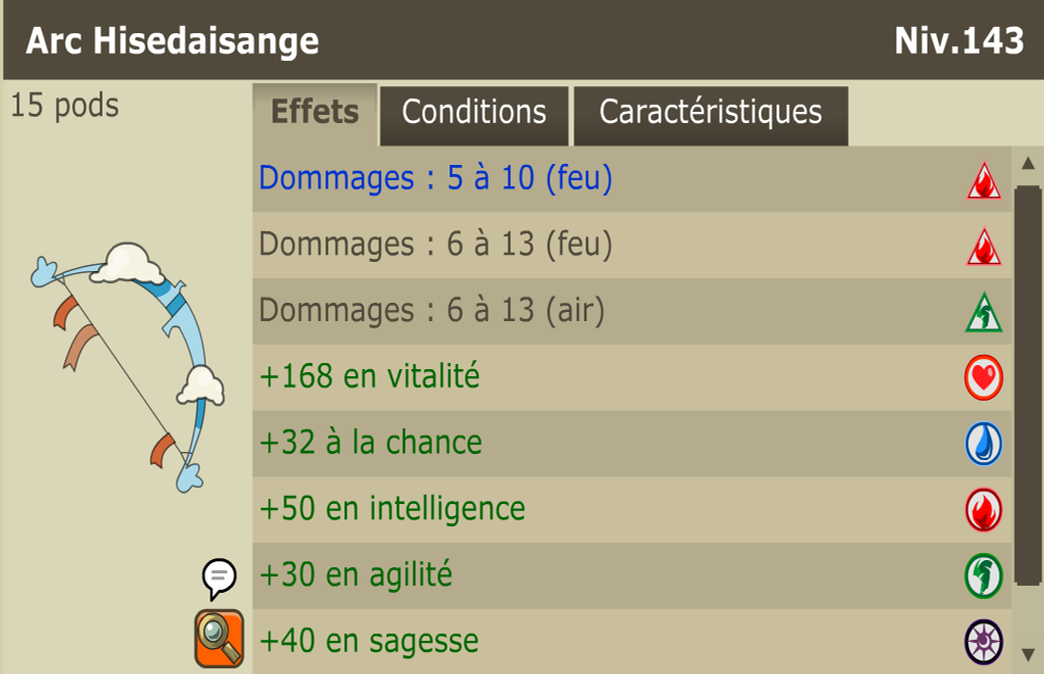 Arc Hisedaisange
Niv.143
15 pods
Effets
Conditions
Caractéristiques
Dommages : 5 à 10 (feu)
Dommages : 6 à 13 (feu)
Dommages : 6 à 13 (air)
+168 en vitalité
+32 à la chance
+50 en intelligence
+30 en agilité
+40 en sagesse